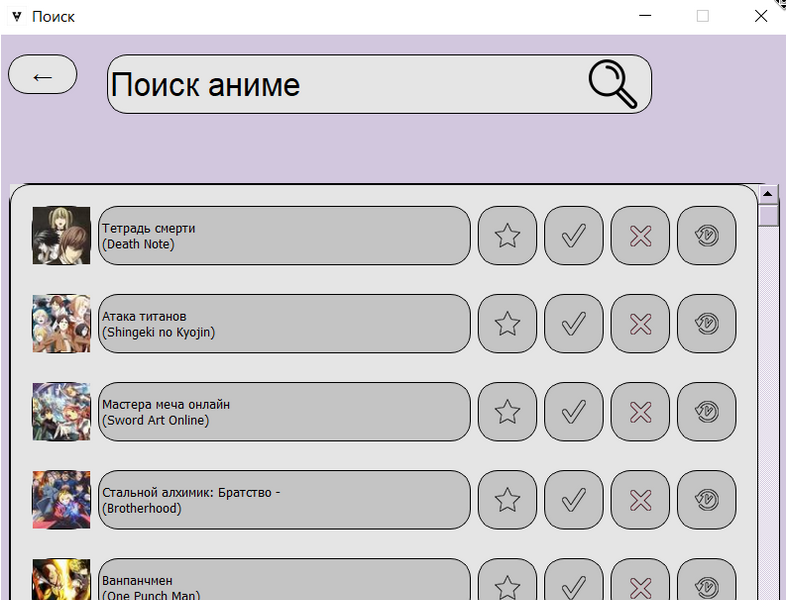 Поиск
←
Поиск аниме
Тетрадь смерти
(Death Note)
Атака титанов
(Shingeki no Kyojin)
Мастера меча онлайн
(Sword Art Online)
Стальной алхимик: Братство -
(Brotherhood)
Ванпанчмен
(One Punch Man)